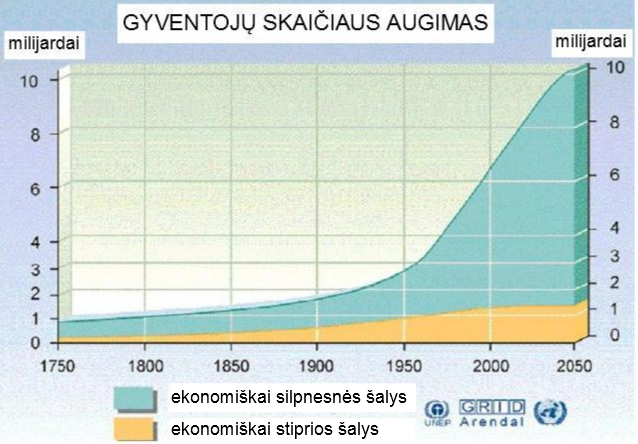 GYVENTOJŲ SKAIČIAUS AUGIMAS
milijardai
milijardai
10
8
6
4
3
2
1
0
10
8
6
4
3
2
1
0
1750 1800 1850 1900 1950 2000 2050
ekonomiškai silpnesnės šalys
ekonomiškai stiprios šalys
UNEP
GRID
Arendal